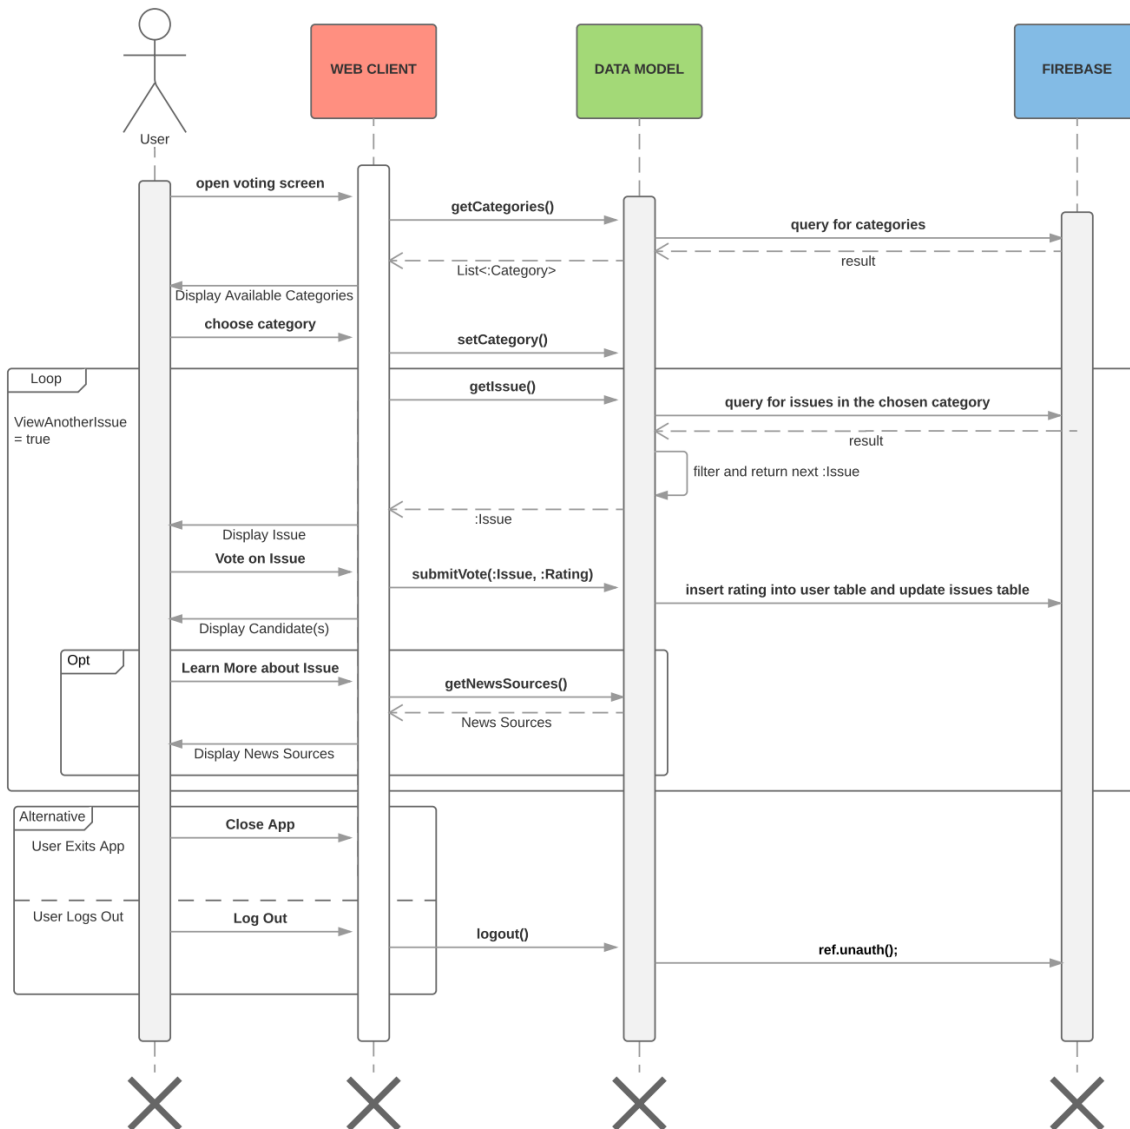 WEB CLIENT
DATA MODEL
FIREBASE
User
open voting screen
getCategories()
query for categories
result
List<:Category>
Display Available Categories
choose category
setCategory()
Loop
getIssue()
query for issues in the chosen category
ViewAnotherIssue
= true
result
filter and return next :Issue
:Issue
Display Issue
Vote on Issue
submitVote(:Issue, :Rating)
insert rating into user table and update issues table
Display Candidate(s)
Opt
Learn More about Issue
getNewsSources()
News Sources
Display News Sources
Alternative
Close App
User Exits App
User Logs Out
Log Out
logout()
ref.unauth();